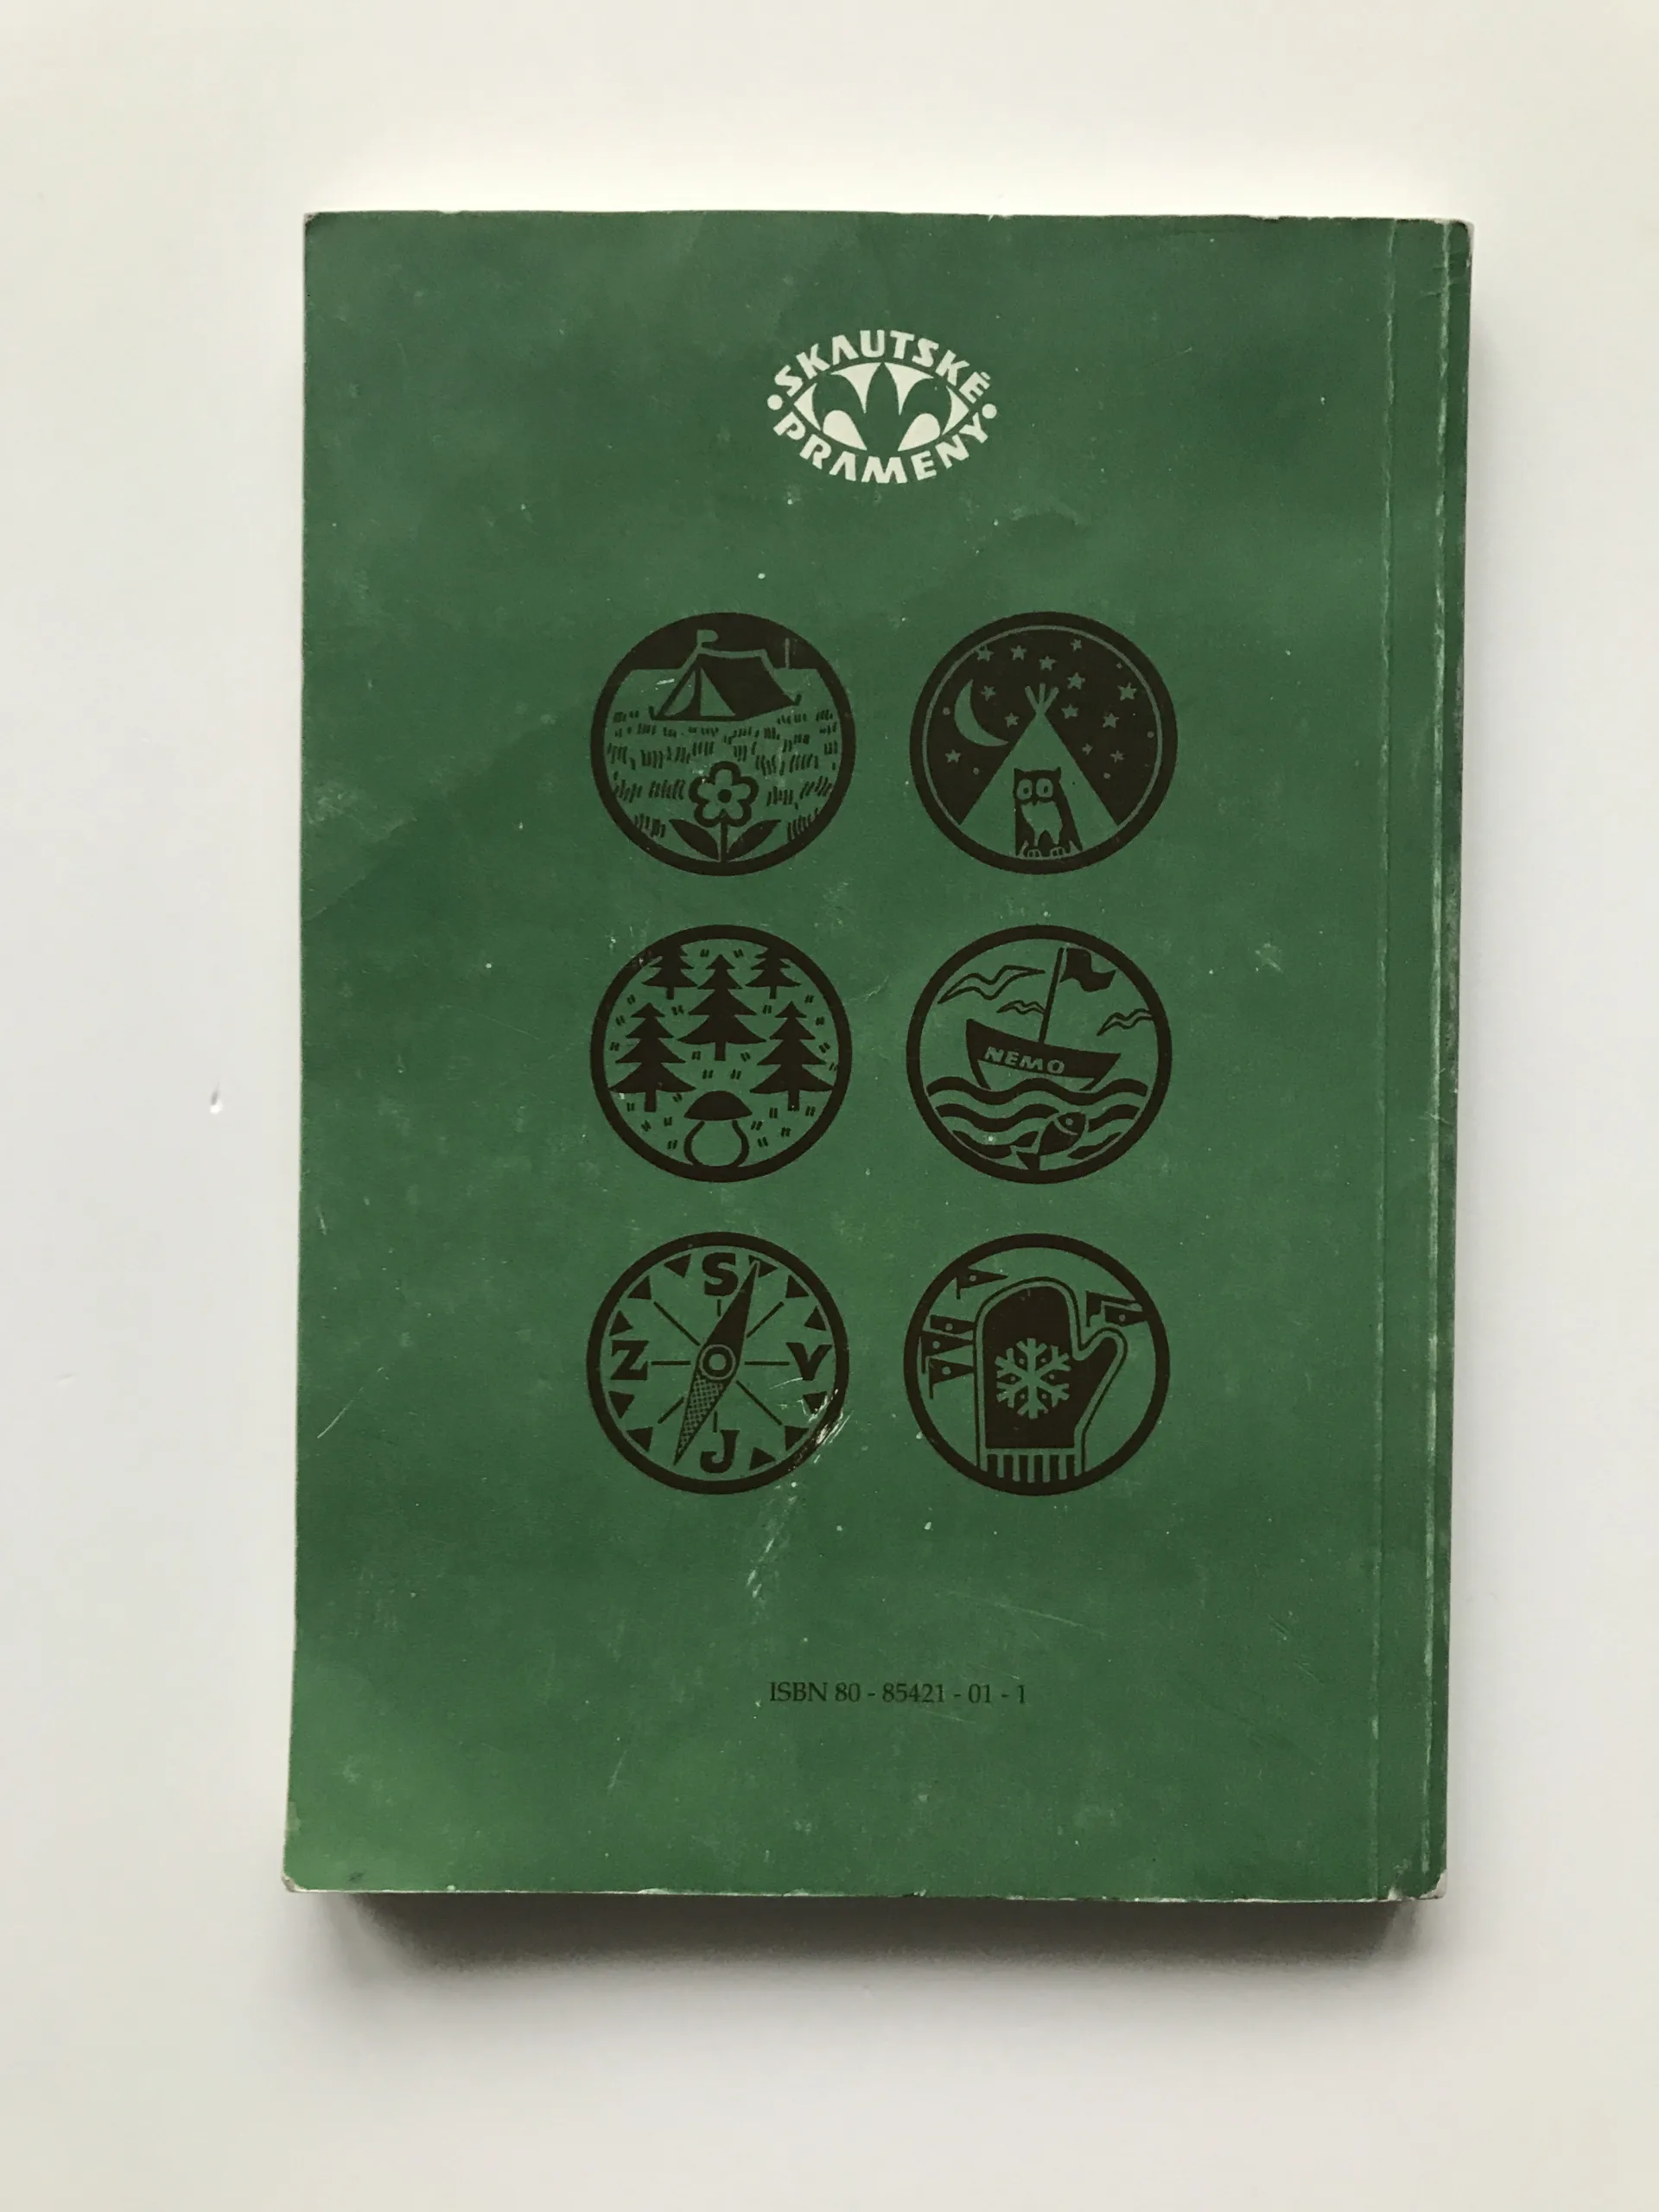 SKAUTSKÉ
PRAMENY
NEMO
S
Z V
J
ISBN 80 - 85421 - 01 - 1